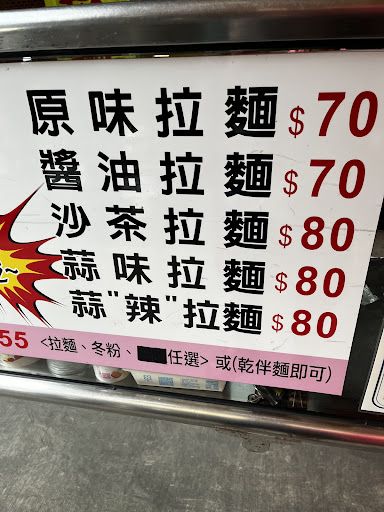 原味拉麵 $70
醬油拉麵 $70
沙茶拉麵 $80
蒜味拉麵 $80
蒜"辣"拉麵 $80
55 <拉麵、冬粉、任選> 或(乾伴麵即可)